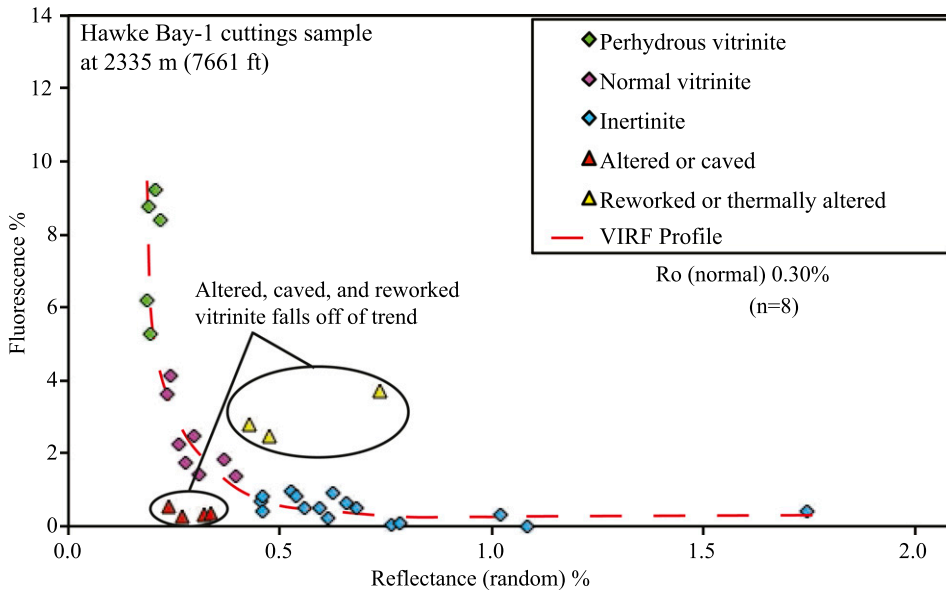 Hawke Bay-1 cuttings sample
at 2335 m (7661 ft)
Perhydrous vitrinite
Normal vitrinite
Inertinite
Altered or caved
Reworked or thermally altered
VIRF Profile
Ro (normal) 0.30%
(n=8)
Altered, caved, and reworked
vitrinite falls off of trend
Fluorescence %
14
12
10
8
6
4
2
0
0.0
0.5
1.0
1.5
2.0
Reflectance (random) %